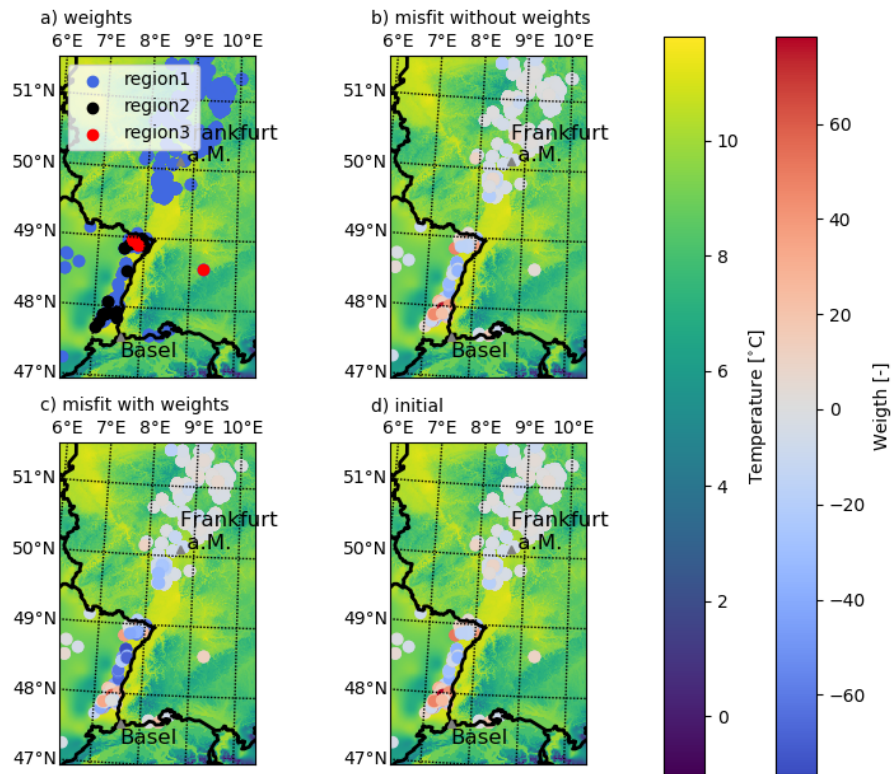 a) weights
6°E 7°E 8°E 9°E 10°E
51°N
50°N
49°N
48°N
47°N
region1
region2
region3
rankfurt
a.M.
Basel
b) misfit without weights
6°E 7°E 8°E 9°E 10°E
51°N
50°N
49°N
48°N
47°N
Frankfurt
a.M.
Basel
c) misfit with weights
6°E 7°E 8°E 9°E 10°E
51°N
50°N
49°N
48°N
47°N
Frankfurt
a.M.
Basel
d) initial
6°E 7°E 8°E 9°E 10°E
51°N
50°N
49°N
48°N
47°N
Frankfurt
a.M.
Basel
10
8
6
4
2
0
Temperature [°C]
60
40
20
0
−20
−40
−60
Weigth [-]